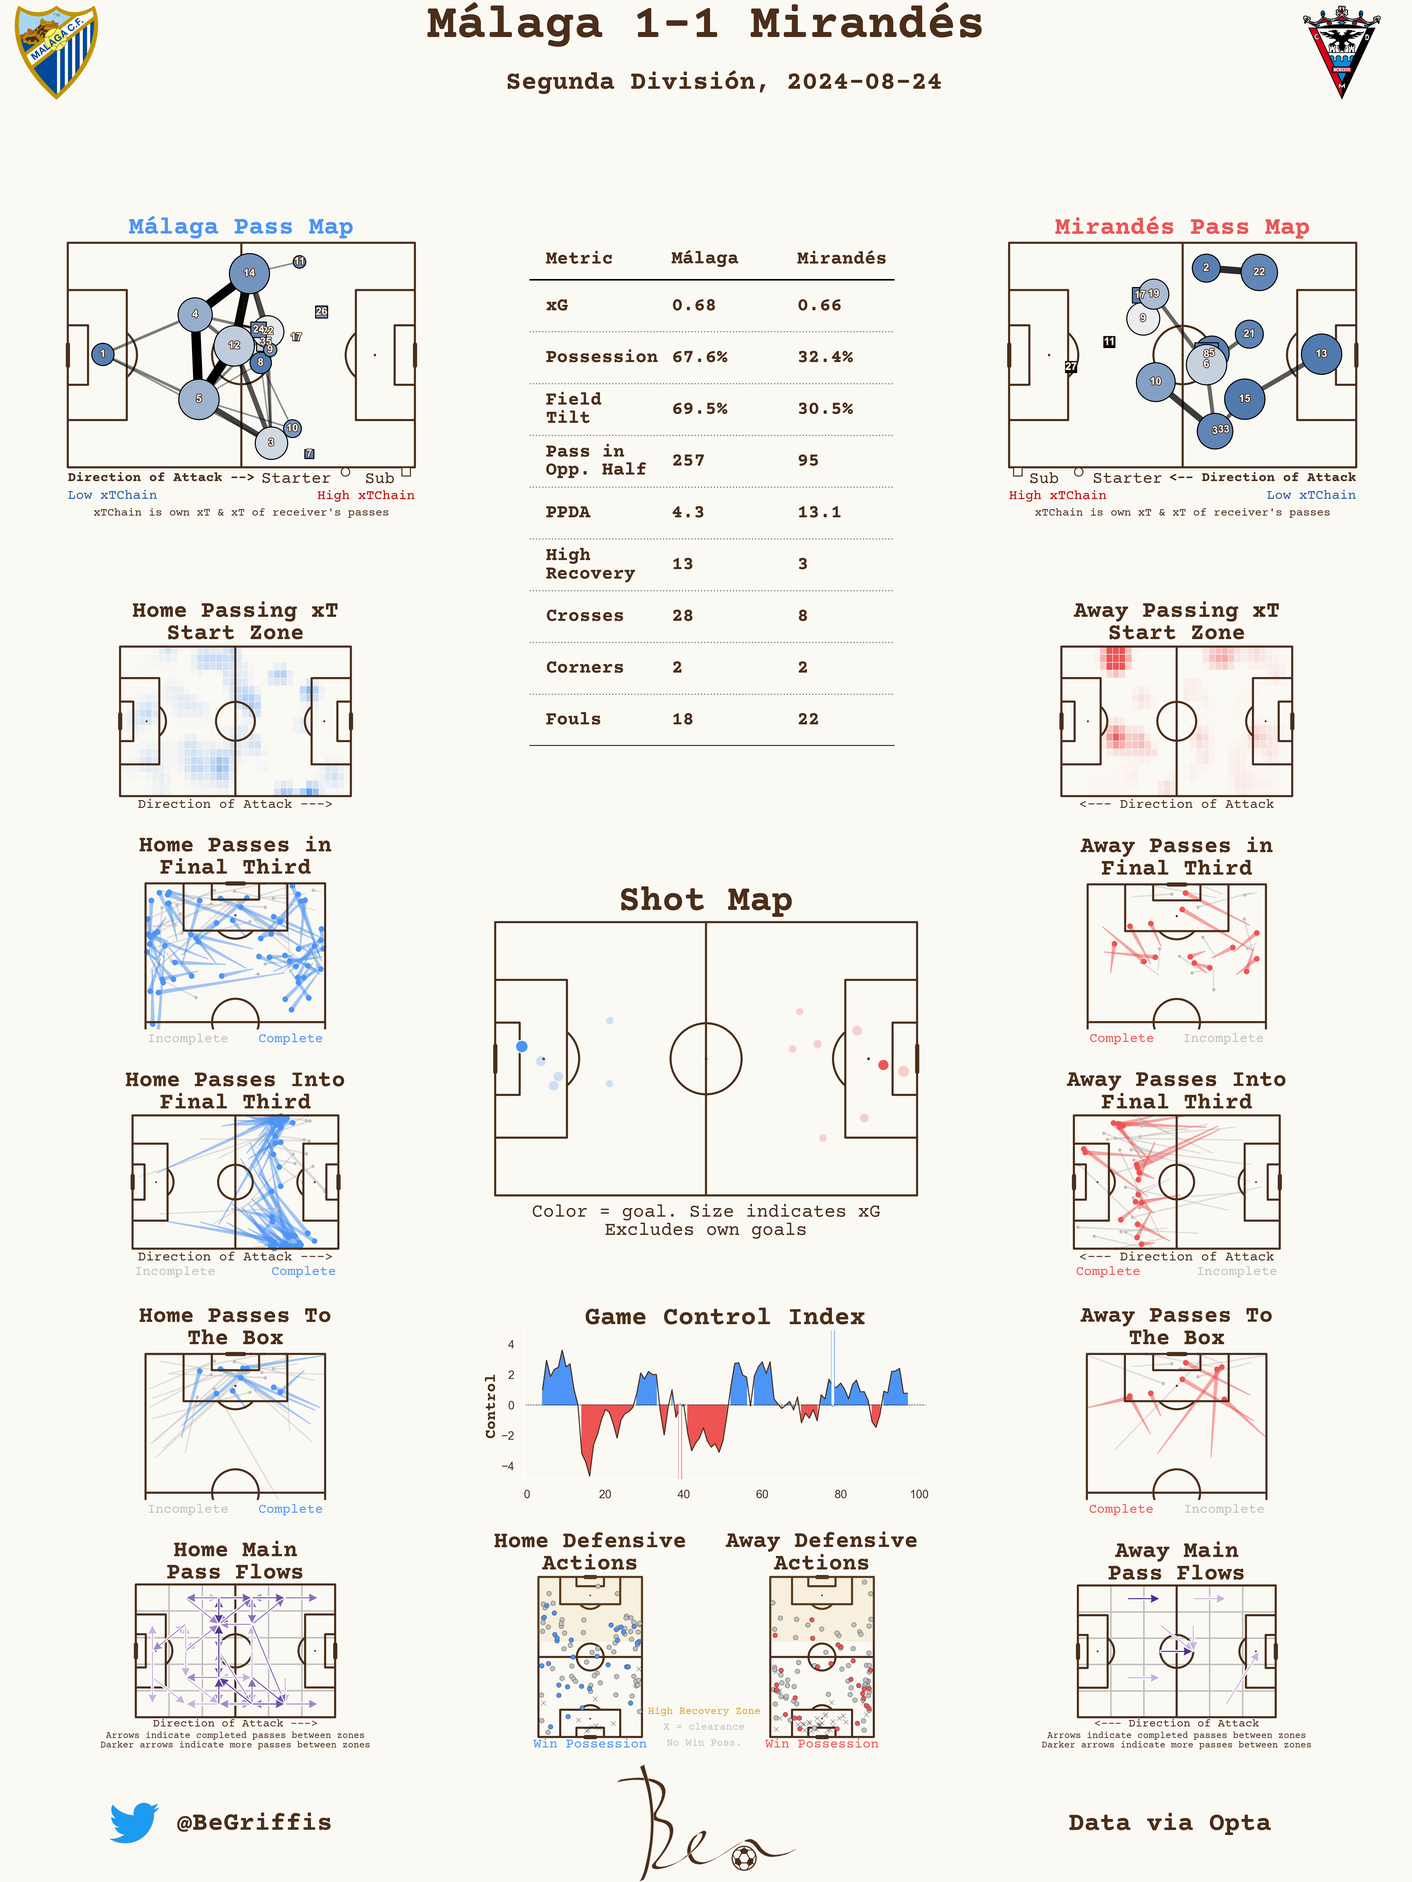 Málaga 1-1 Mirandés
Segunda División, 2024-08-24
MALAGA C.F.
Málaga Pass Map
14
11
4
26
24
22
17
12
35
9
1
8
5
10
3
7
Direction of Attack --> Starter Sub
Low xTChain High xTChain
xTChain is own xT & xT of receiver's passes
Metric Málaga Mirandés
xG 0.68 0.66
Possession 67.6% 32.4%
Field
Tilt 69.5% 30.5%
Pass in
Opp. Half 257 95
PPDA 4.3 13.1
High
Recovery 13 3
Crosses 28 8
Corners 2 2
Fouls 18 22
Mirandés Pass Map
2
22
17 19
9
21
11
13
6
27
10
15
33
Sub Starter <-- Direction of Attack
High xTChain Low xTChain
xTChain is own xT & xT of receiver's passes
Home Passing xT
Start Zone
Direction of Attack --->
Away Passing xT
Start Zone
<--- Direction of Attack
Home Passes in
Final Third
Incomplete Complete
Away Passes in
Final Third
Complete Incomplete
Shot Map
Color = goal. Size indicates xG
Excludes own goals
Home Passes Into
Final Third
Direction of Attack --->
Incomplete Complete
Away Passes Into
Final Third
<--- Direction of Attack
Complete Incomplete
Home Passes To
The Box
Incomplete Complete
Game Control Index
Control
4
2
0
−2
−4
0 20 40 60 80 100
Away Passes To
The Box
Complete Incomplete
Home Main
Pass Flows
Direction of Attack --->
Arrows indicate completed passes between zones
Darker arrows indicate more passes between zones
Home Defensive
Actions
Win Possession
Away Defensive
Actions
Win Possession
High Recovery Zone
X = clearance
No Win Poss.
Away Main
Pass Flows
<--- Direction of Attack
Arrows indicate completed passes between zones
Darker arrows indicate more passes between zones
@BeGriffis
Ben
Data via Opta